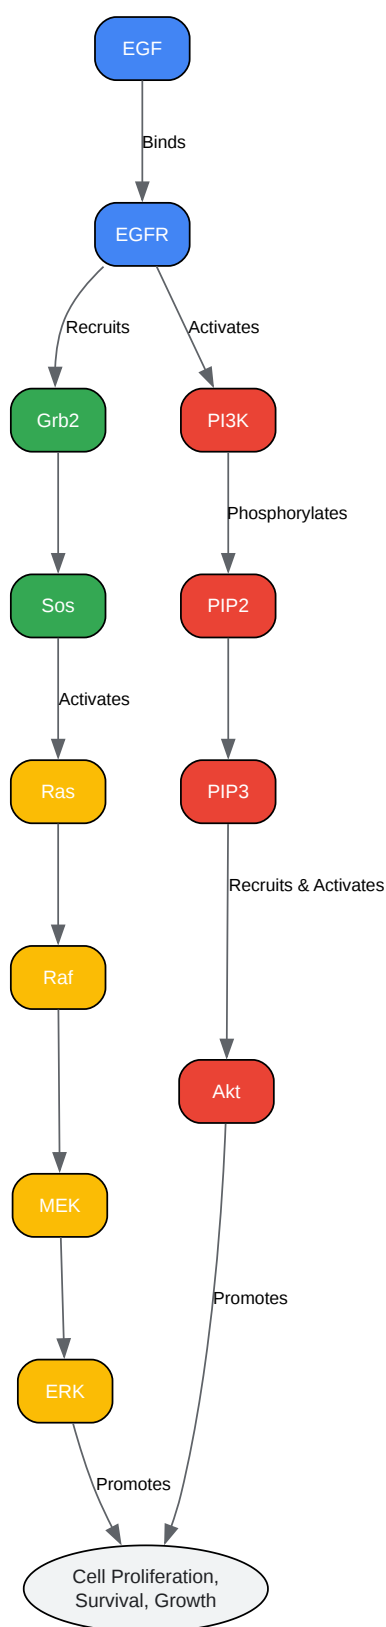 EGF
Binds
EGFR
Recruits
Activates
Grb2
PI3K
Phosphorylates
Sos
PIP2
Activates
Ras
PIP3
Recruits & Activates
Raf
Akt
MEK
Promotes
ERK
Promotes
Cell Proliferation,
Survival, Growth